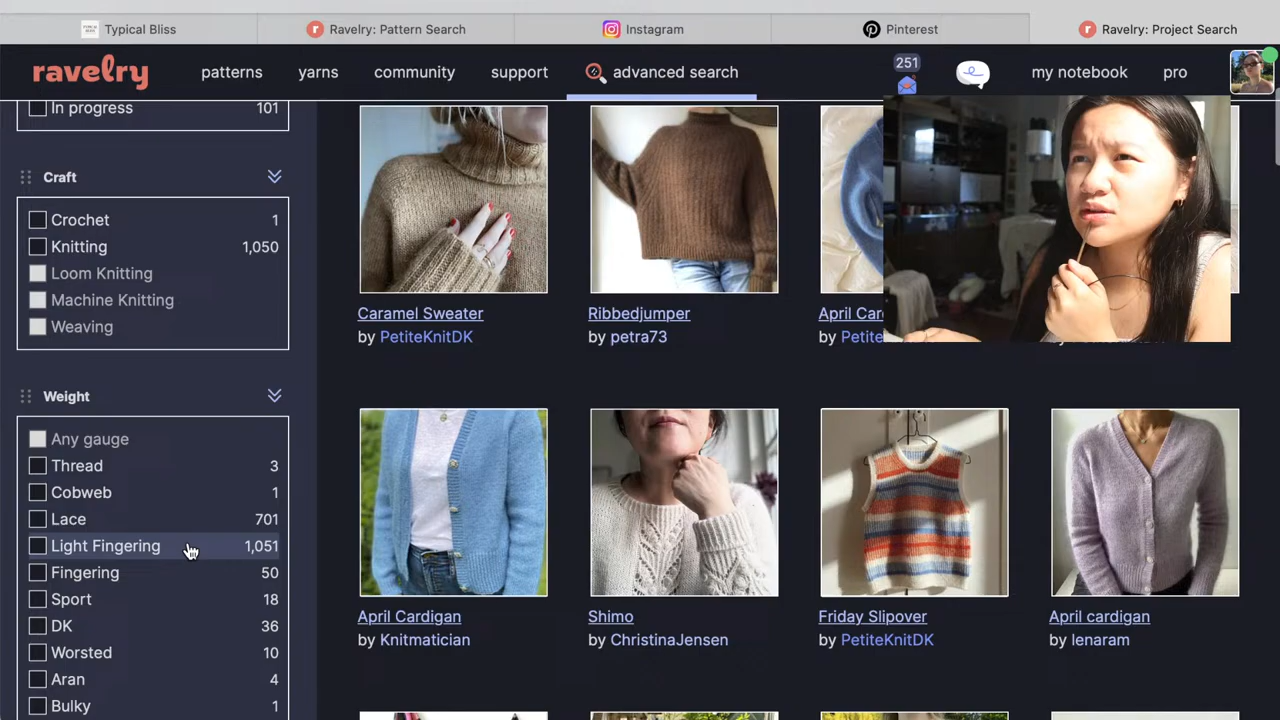 Typical Bliss
Ravelry: Pattern Search
Instagram
Pinterest
Ravelry: Project Search
ravelry
patterns
yarns
community
support
advanced search
251
my notebook
pro
In progress 101
Craft
Crochet 1
Knitting 1,050
Loom Knitting
Machine Knitting
Weaving
Weight
Any gauge
Thread 3
Cobweb 1
Lace 701
Light Fingering 1,051
Fingering 50
Sport 18
DK 36
Worsted 10
Aran 4
Bulky 1
Caramel Sweater
by PetiteKnitDK
Ribbedjumper
by petra73
April Car
by Petite
April Cardigan
by Knitmatician
Shimo
by ChristinaJensen
Friday Slipover
by PetiteKnitDK
April cardigan
by lenaram